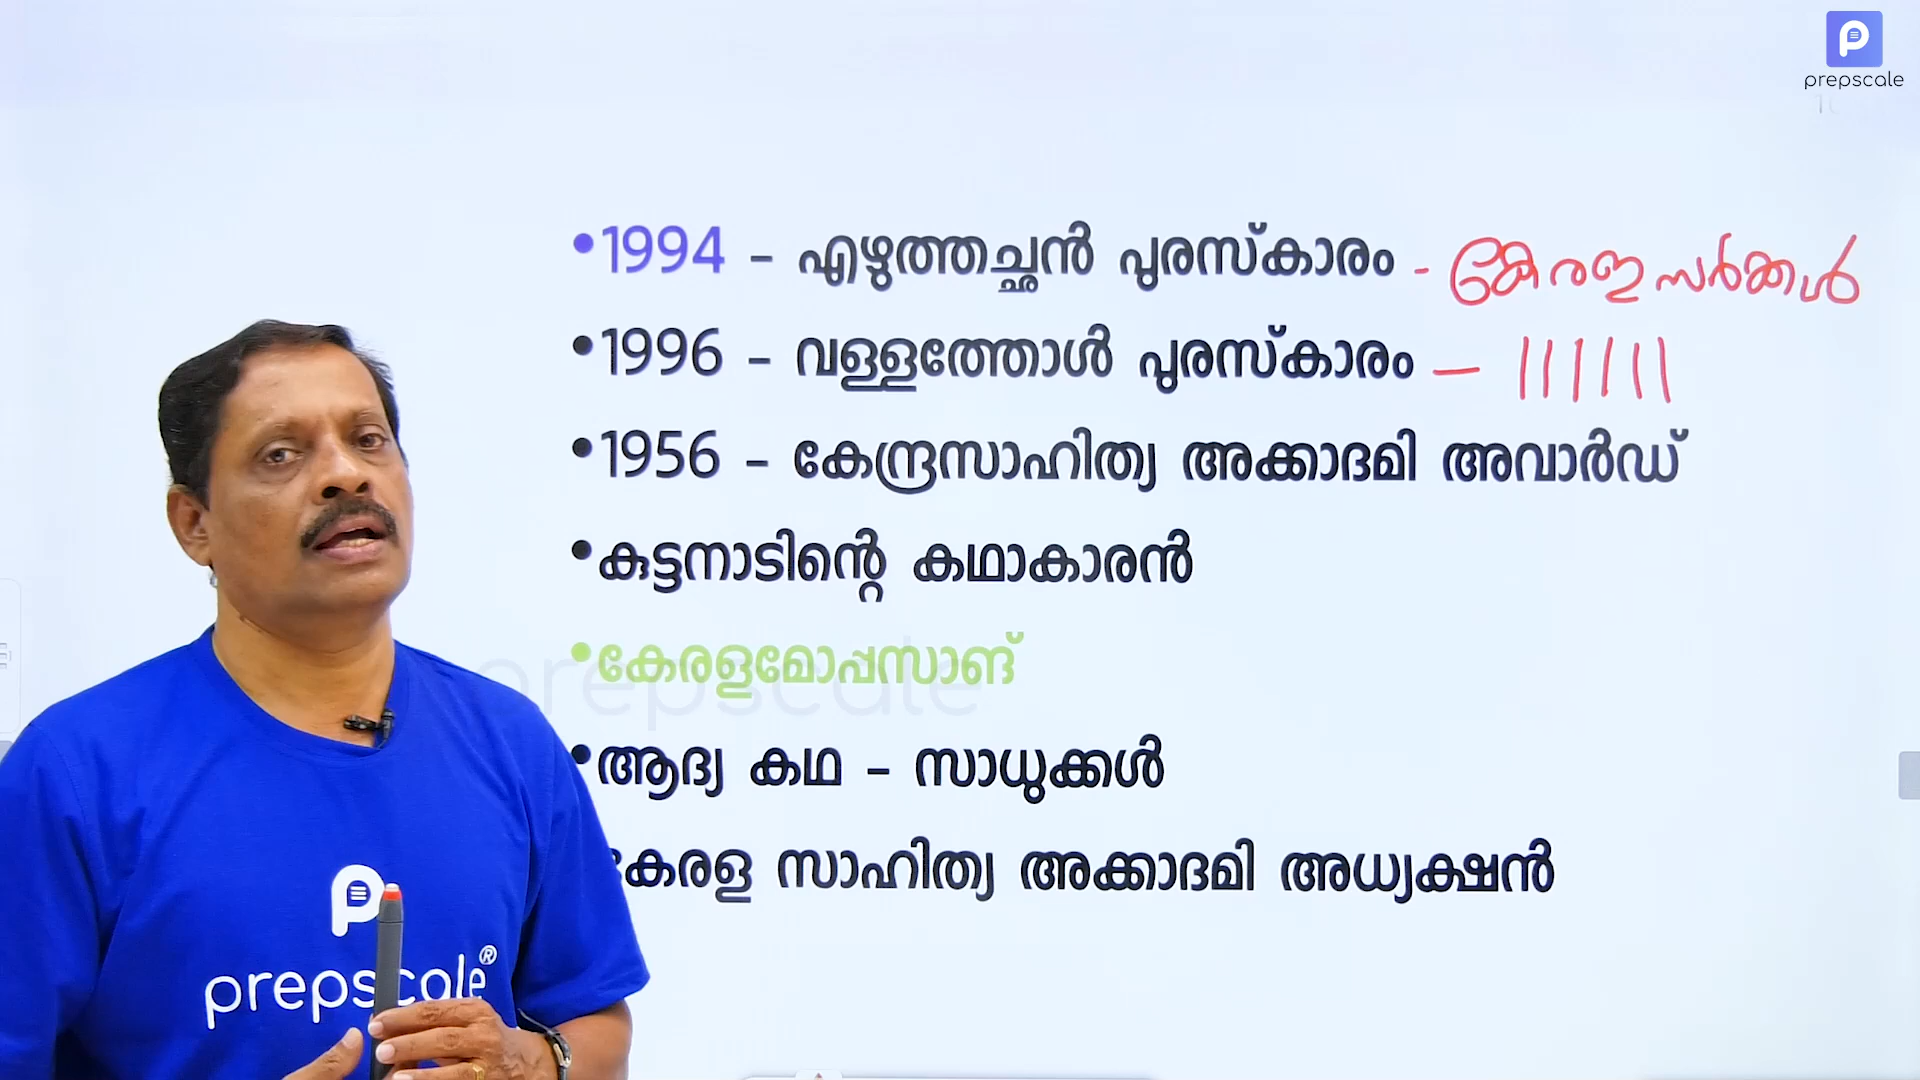 prepscale
•1994 – എഴുത്തച്ഛൻ പുരസ്കാരം - കേരള സർക്കാർ
•1996 – വള്ളത്തോൾ പുരസ്കാരം –
•1956 – കേന്ദ്രസാഹിത്യ അക്കാദമി അവാർഡ്
•കുട്ടനാടിന്റെ കഥാകാരൻ
•കേരളമോപ്പസാങ്
prepscale
•ആദ്യ കഥ – സാധുക്കൾ
കേരള സാഹിത്യ അക്കാദമി അധ്യക്ഷൻ
prepscale®